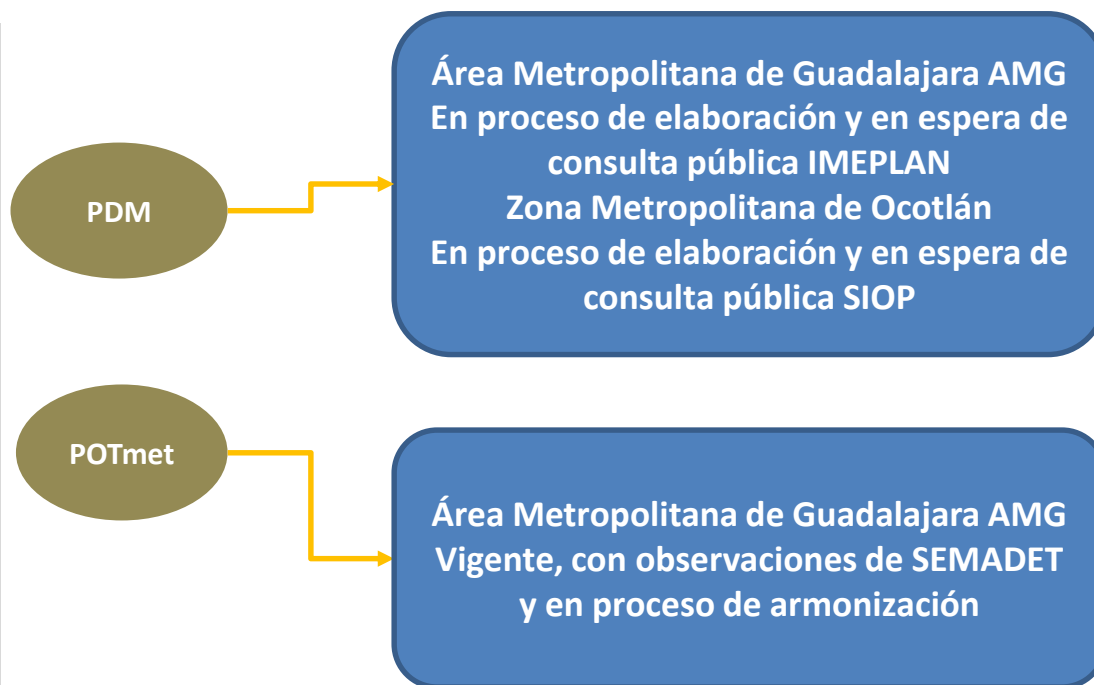 PDM
Área Metropolitana de Guadalajara AMG
En proceso de elaboración y en espera de
consulta pública IMEPLAN
Zona Metropolitana de Ocotlán
En proceso de elaboración y en espera de
consulta pública SIOP
POTmet
Área Metropolitana de Guadalajara AMG
Vigente, con observaciones de SEMADET
y en proceso de armonización